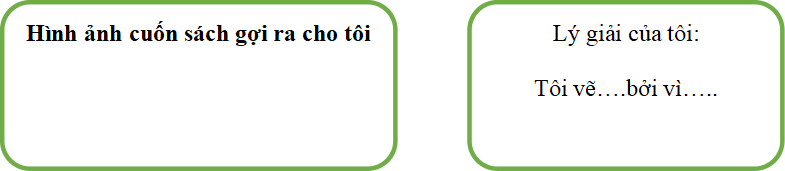 Hình ảnh cuốn sách gợi ra cho tôi
Lý giải của tôi:
Tôi vẽ….bởi vì…..